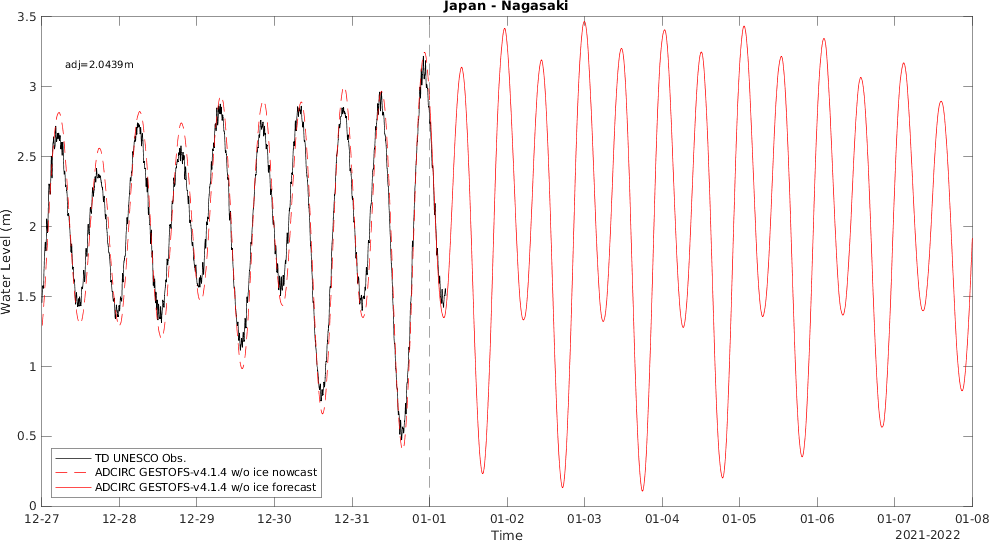 Japan - Nagasaki
3.5
3
2.5
2
1.5
1
0.5
0
Water Level (m)
adj=2.0439m
TD UNESCO Obs.
ADCIRC GESTOFS-v4.1.4 w/o ice nowcast
ADCIRC GESTOFS-v4.1.4 w/o ice forecast
12-27 12-28 12-29 12-30 12-31 01-01 01-02 01-03 01-04 01-05 01-06 01-07 01-08
Time
2021-2022